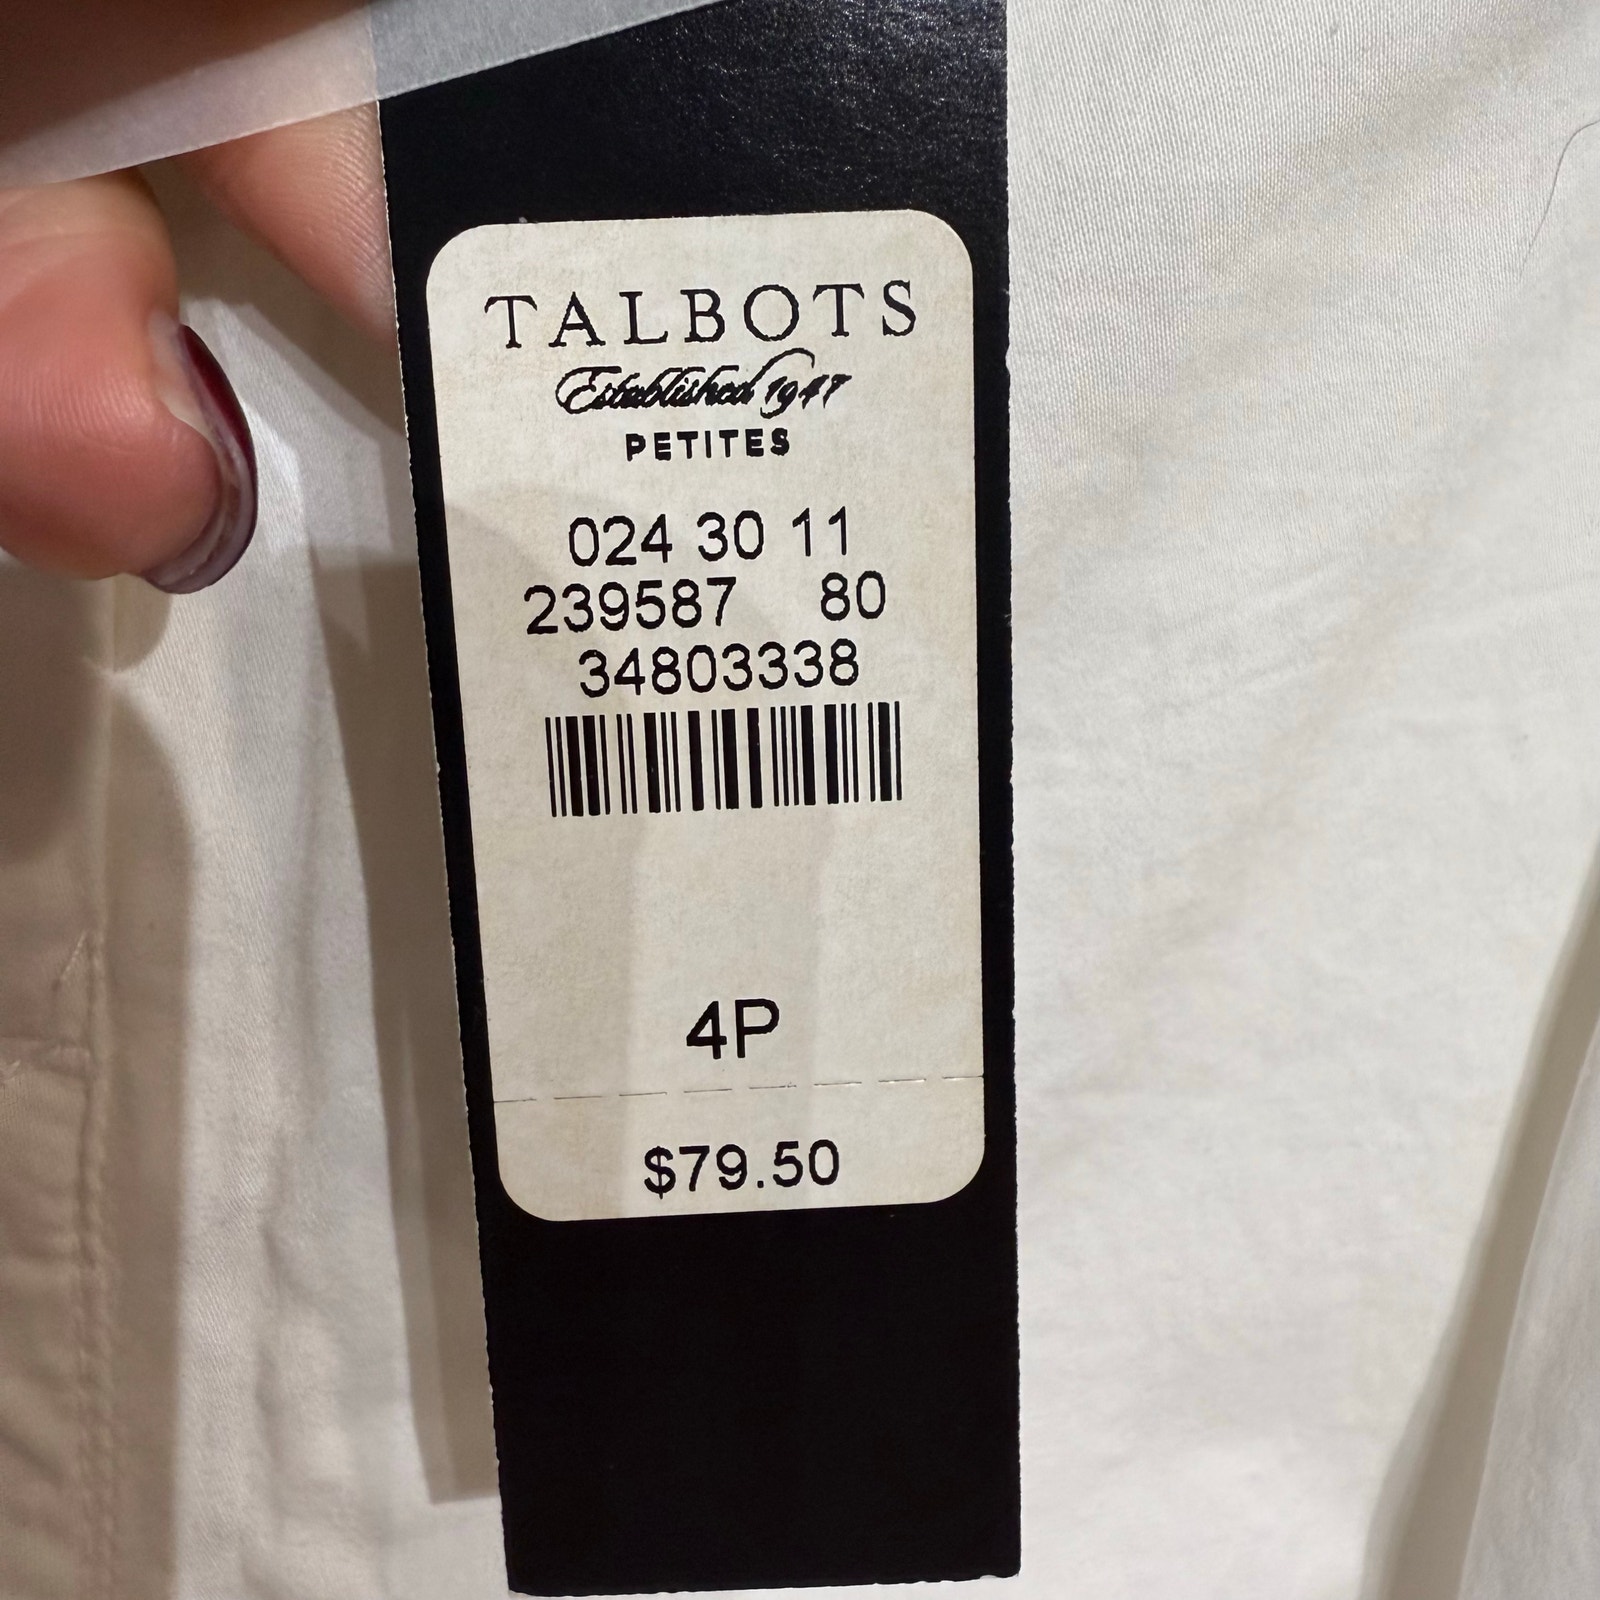 TALBOTS
Established 1947
PETITES
024 30 11
239587 80
34803338
4P
$79.50